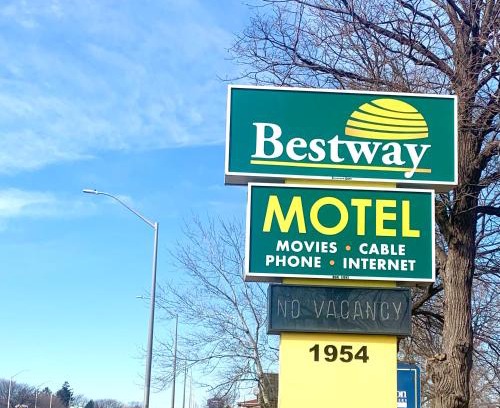 Bestway
MOTEL
MOVIES • CABLE
PHONE • INTERNET
NO VACANCY
1954